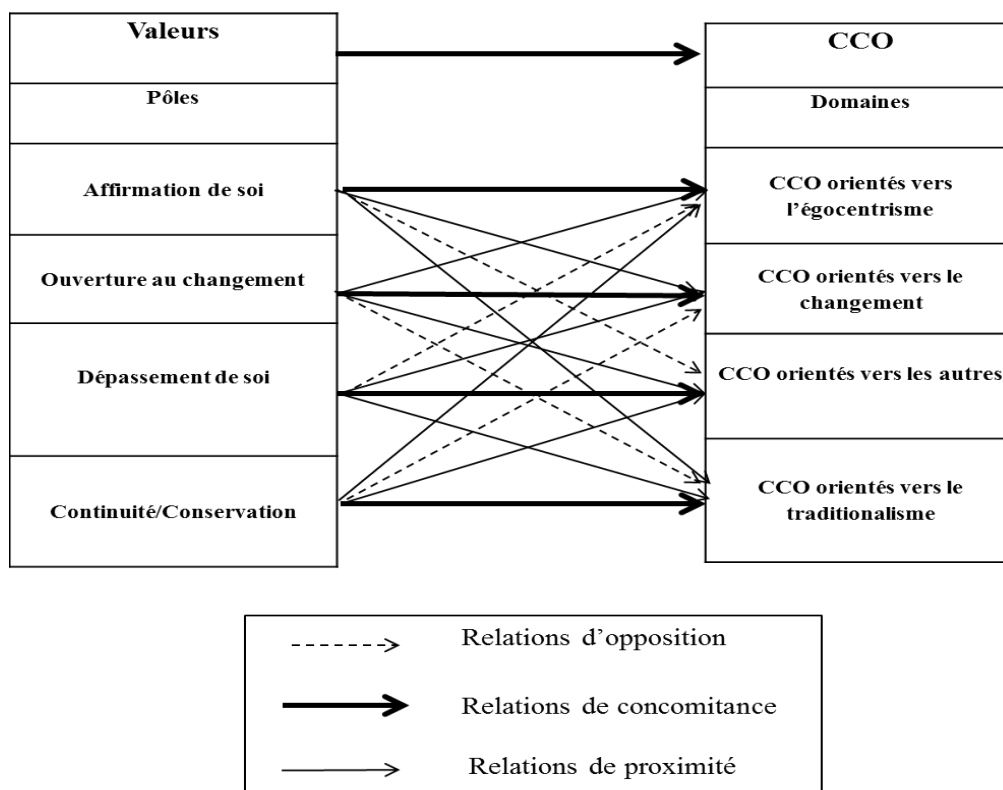 Valeurs
CCO
Pôles
Domaines
Affirmation de soi
CCO orientés vers
l'égocentrisme
Ouverture au changement
CCO orientés vers le
changement
Dépassement de soi
CCO orientés vers les autres
Continuité/Conservation
CCO orientés vers le
traditionalisme
Relations d'opposition
Relations de concomitance
Relations de proximité